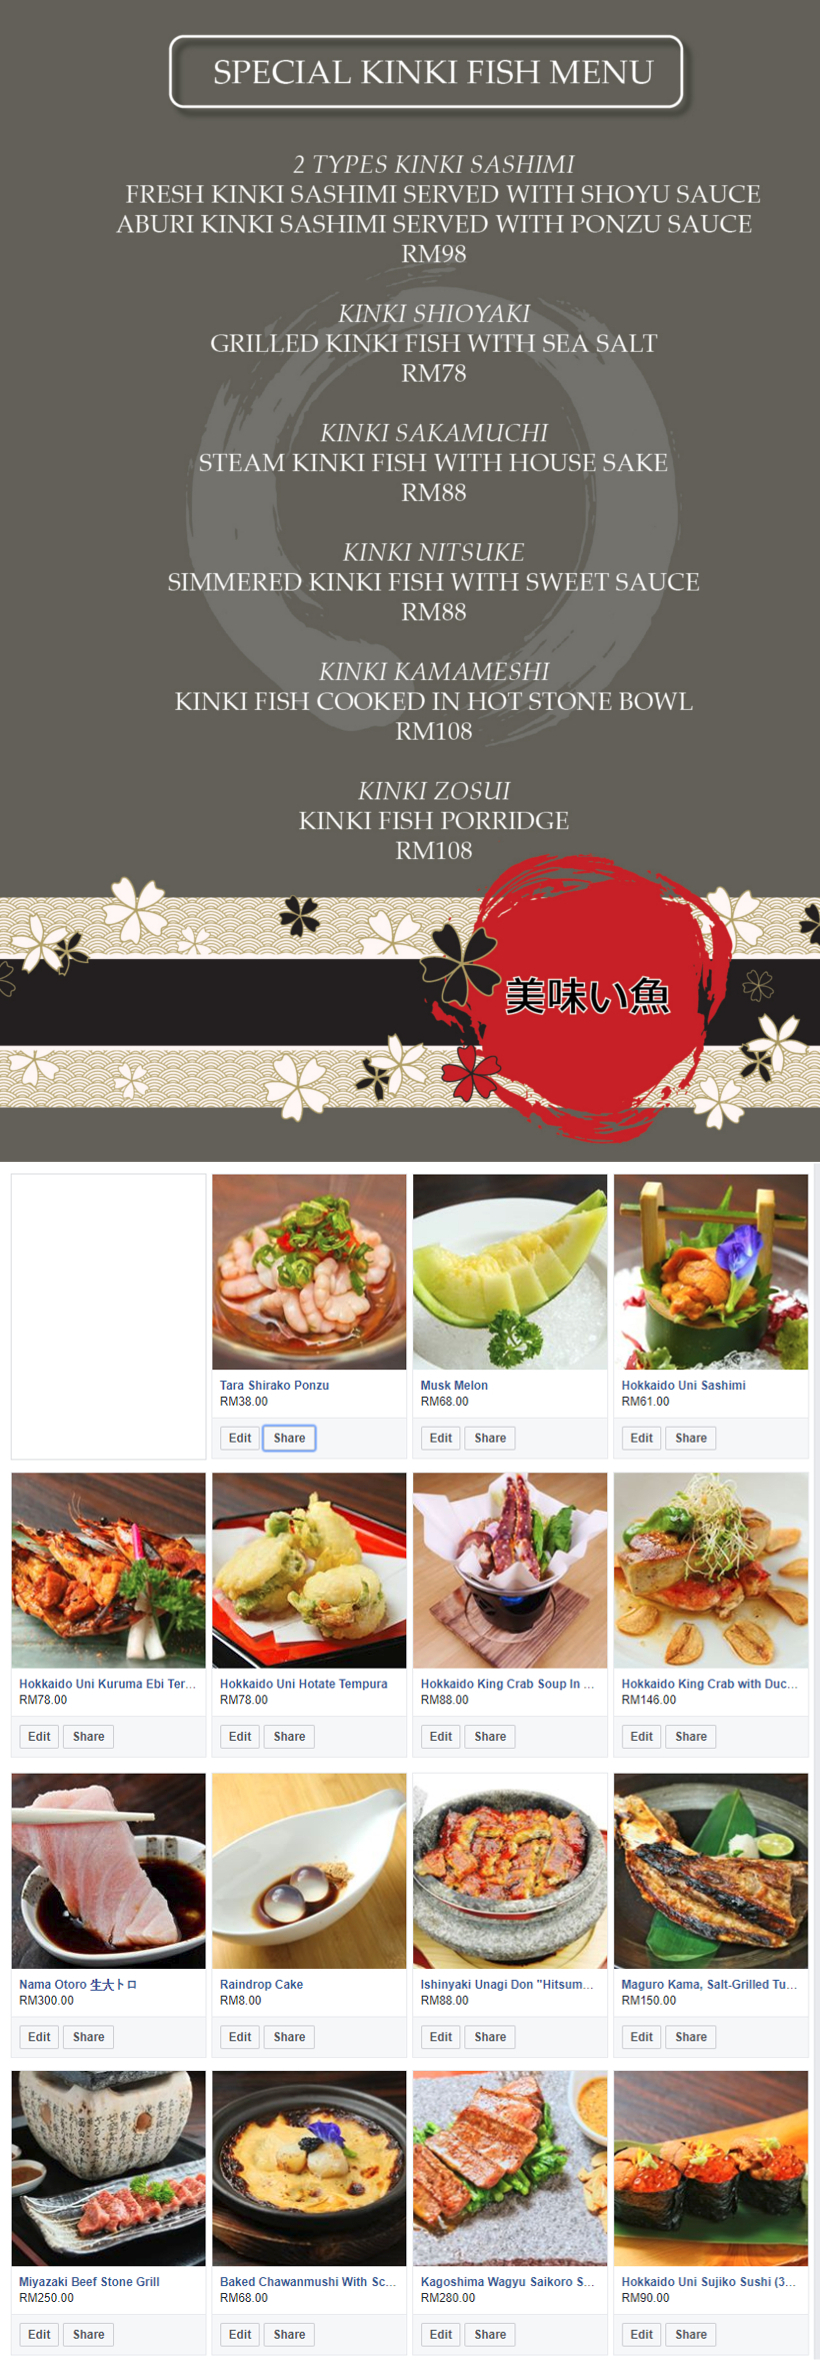 SPECIAL KINKI FISH MENU
2 TYPES KINKI SASHIMI
FRESH KINKI SASHIMI SERVED WITH SHOYU SAUCE
ABURI KINKI SASHIMI SERVED WITH PONZU SAUCE
RM98
KINKI SHIOYAKI
GRILLED KINKI FISH WITH SEA SALT
RM78
KINKI SAKAMUCHI
STEAM KINKI FISH WITH HOUSE SAKE
RM88
KINKI NITSUKE
SIMMERED KINKI FISH WITH SWEET SAUCE
RM88
KINKI KAMAMESHI
KINKI FISH COOKED IN HOT STONE BOWL
RM108
KINKI ZOSUI
KINKI FISH PORRIDGE
RM108
美味い魚
Tara Shirako Ponzu
RM38.00
Edit Share
Musk Melon
RM68.00
Edit Share
Hokkaido Uni Sashimi
RM61.00
Edit Share
Hokkaido Uni Kuruma Ebi Ter...
RM78.00
Edit Share
Hokkaido Uni Hotate Tempura
RM78.00
Edit Share
Hokkaido King Crab Soup In ...
RM88.00
Edit Share
Hokkaido King Crab with Duc...
RM146.00
Edit Share
Nama Otoro 生大トロ
RM300.00
Edit Share
Raindrop Cake
RM8.00
Edit Share
Ishinyaki Unagi Don "Hitsum...
RM88.00
Edit Share
Maguro Kama, Salt-Grilled Tu...
RM150.00
Edit Share
Miyazaki Beef Stone Grill
RM250.00
Edit Share
Baked Chawanmushi With Sc...
RM68.00
Edit Share
Kagoshima Wagyu Saikoro S...
RM280.00
Edit Share
Hokkaido Uni Sujiko Sushi (3...
RM90.00
Edit Share